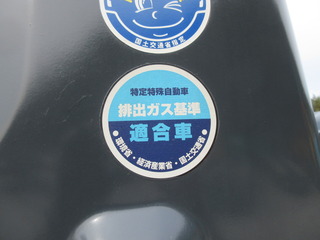 国土交通省指定
特定特殊自動車
排出ガス基準
適合車
環境省・経済産業省・国土交通省